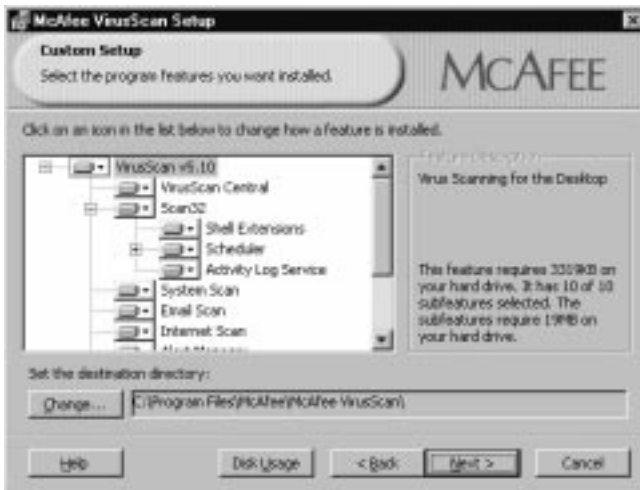 McAfee VirusScan Setup
Custom Setup
Select the program features you want installed.
McAFEE
Click on an icon in the list below to change how a feature is installed.
VirusScan v5.10
VirusScan Central
Scan32
Shell Extensions
Scheduler
Activity Log Service
System Scan
Email Scan
Internet Scan
Feature Description
Virus Scanning for the Desktop
This feature requires 3319KB on
your hard drive. It has 10 of 10
subfeatures selected. The
subfeatures require 19MB on
your hard drive.
Set the destination directory:
Change...
C:\Program Files\McAfee\McAfee VirusScan\
Help
Disk Usage
< Back
Next >
Cancel